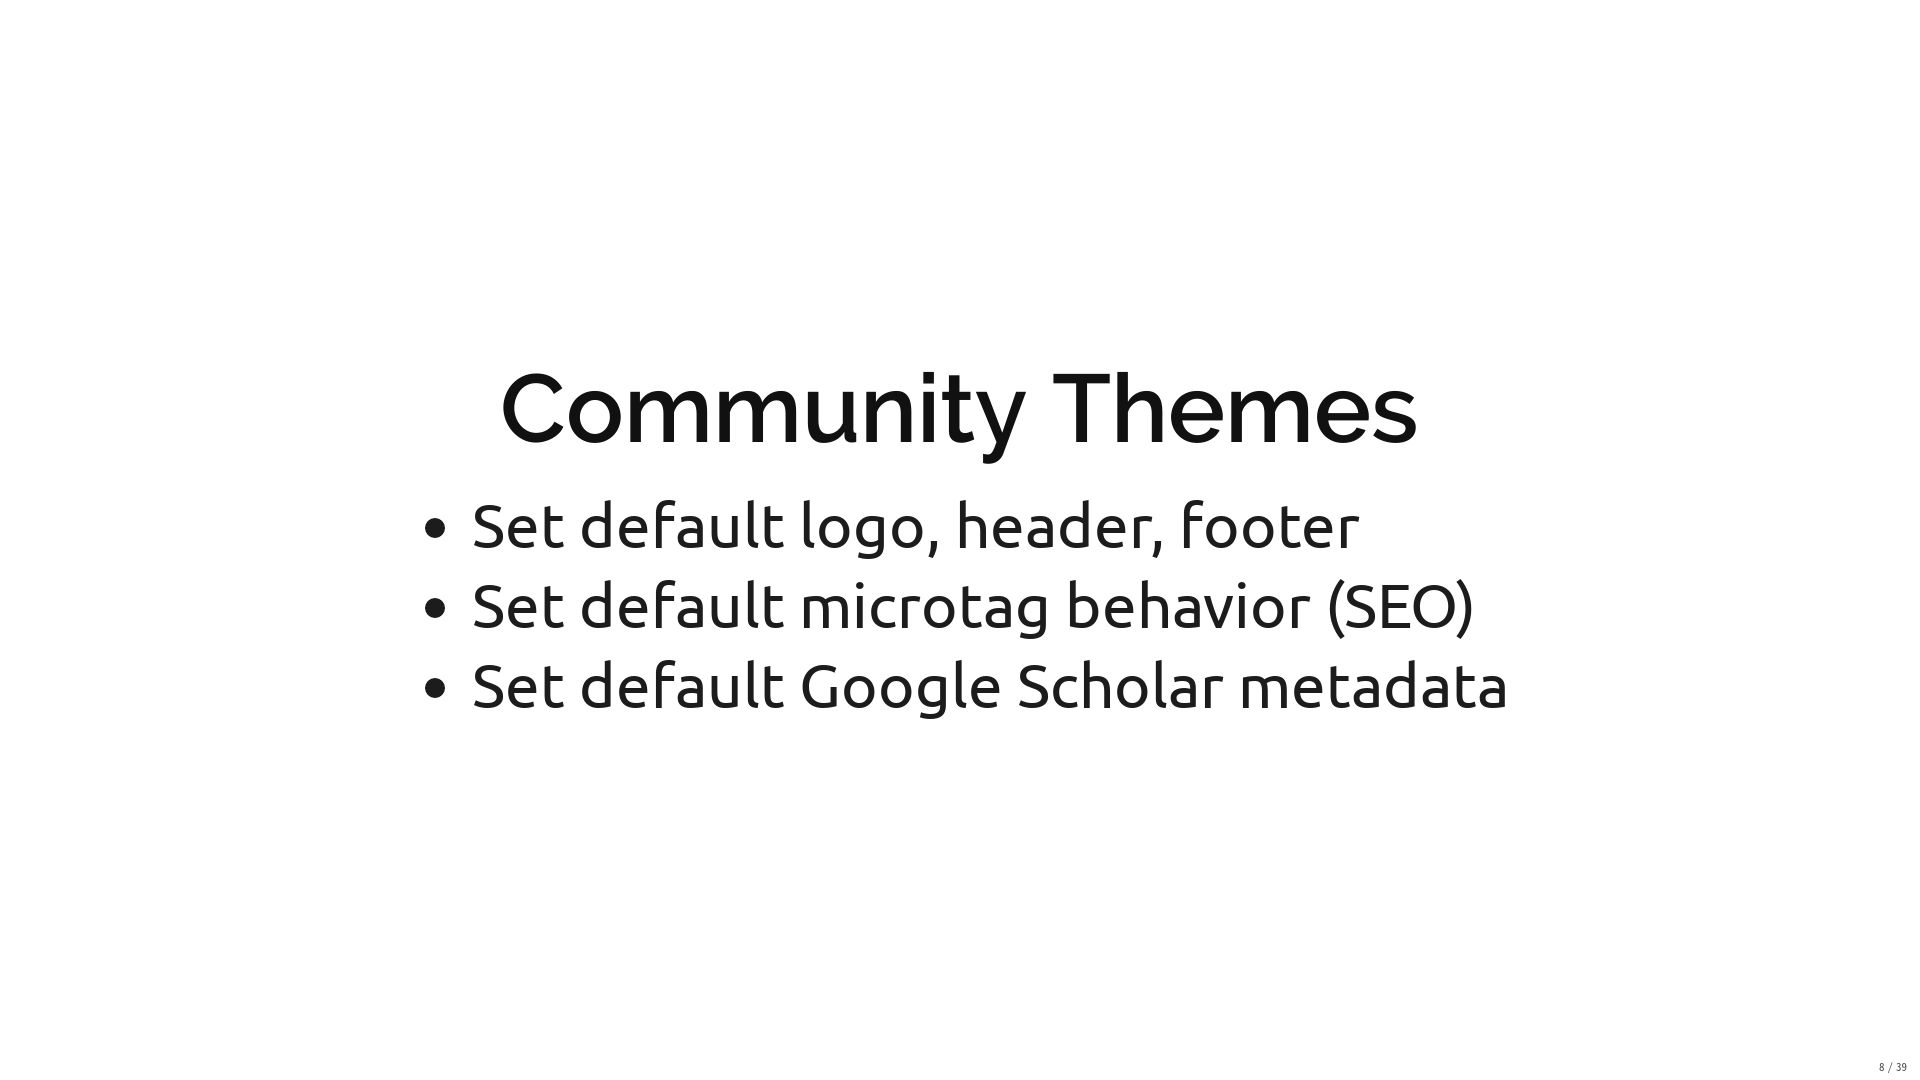 Community Themes
• Set default logo, header, footer
• Set default microtag behavior (SEO)
• Set default Google Scholar metadata
8 / 39